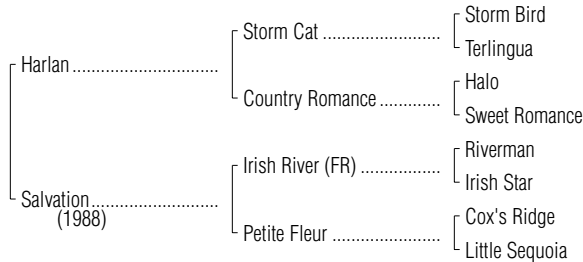 Storm Bird
Storm Cat ........................
Terlingua
Harlan ..............................
Halo
Country Romance ............
Sweet Romance
Riverman
Irish River (FR) ................
Irish Star
Salvation ..........................
(1988)
Cox's Ridge
Petite Fleur ......................
Little Sequoia